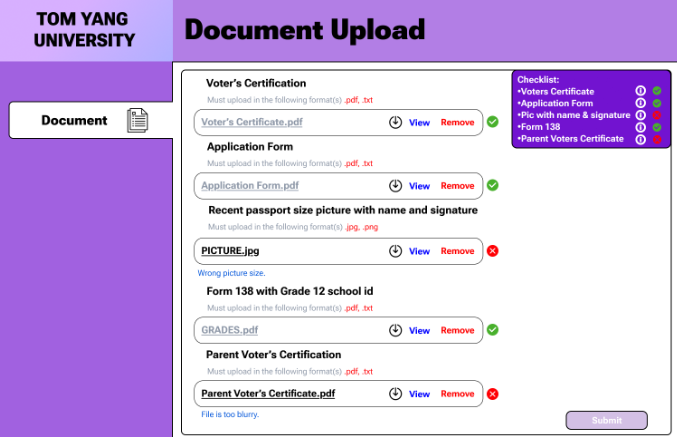 TOM YANG
UNIVERSITY
Document Upload
Document
Voter's Certification
Must upload in the following format(s) .pdf, .txt
Voter's Certificate.pdf View Remove
Application Form
Must upload in the following format(s) .pdf, .txt
Application Form.pdf View Remove
Recent passport size picture with name and signature
Must upload in the following format(s) .jpg, .png
PICTURE.jpg View Remove
Wrong picture size.
Form 138 with Grade 12 school id
Must upload in the following format(s) .pdf, .txt
GRADES.pdf View Remove
Parent Voter's Certification
Must upload in the following format(s) .pdf, .txt
Parent Voter's Certificate.pdf View Remove
File is too blurry.
Checklist:
•Voters Certificate
•Application Form
•Pic with name & signature
•Form 138
•Parent Voters Certificate
Submit